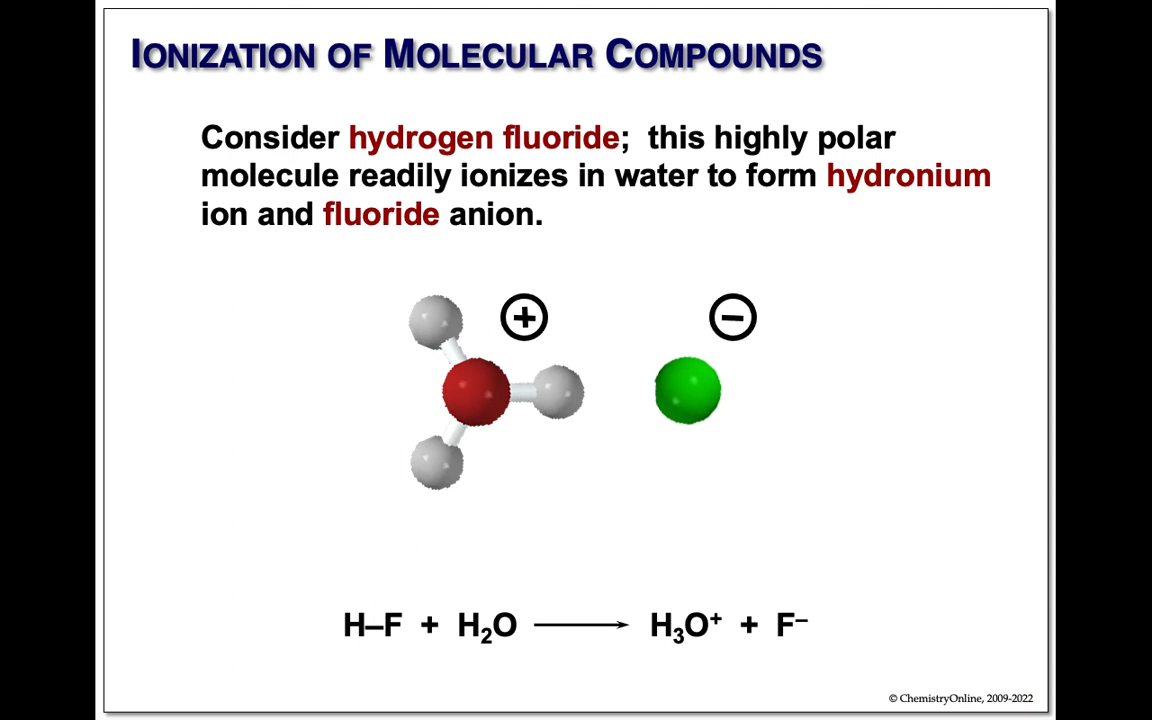 IONIZATION OF MOLECULAR COMPOUNDS
Consider hydrogen fluoride; this highly polar
molecule readily ionizes in water to form hydronium
ion and fluoride anion.
+ −
H–F + H₂O ⟶ H₃O⁺ + F⁻
© ChemistryOnline, 2009-2022